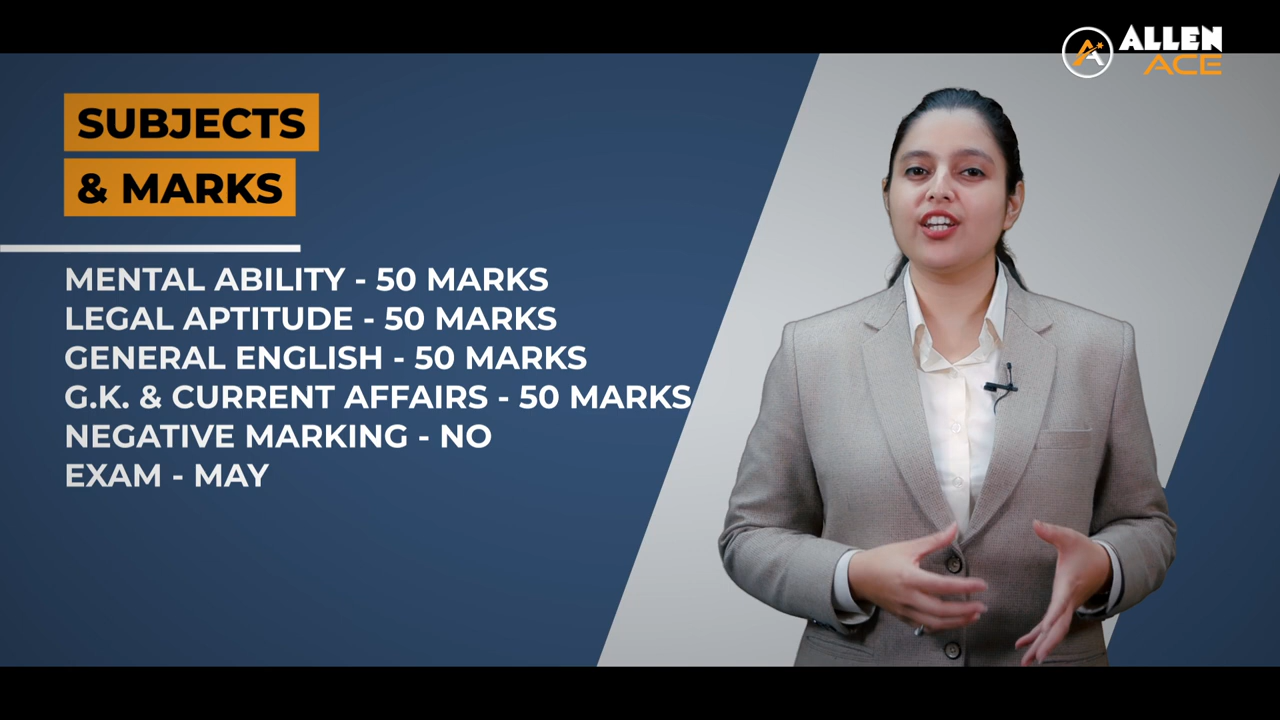 ALLEN
ACE
SUBJECTS
& MARKS
MENTAL ABILITY - 50 MARKS
LEGAL APTITUDE - 50 MARKS
GENERAL ENGLISH - 50 MARKS
G.K. & CURRENT AFFAIRS - 50 MARKS
NEGATIVE MARKING - NO
EXAM - MAY